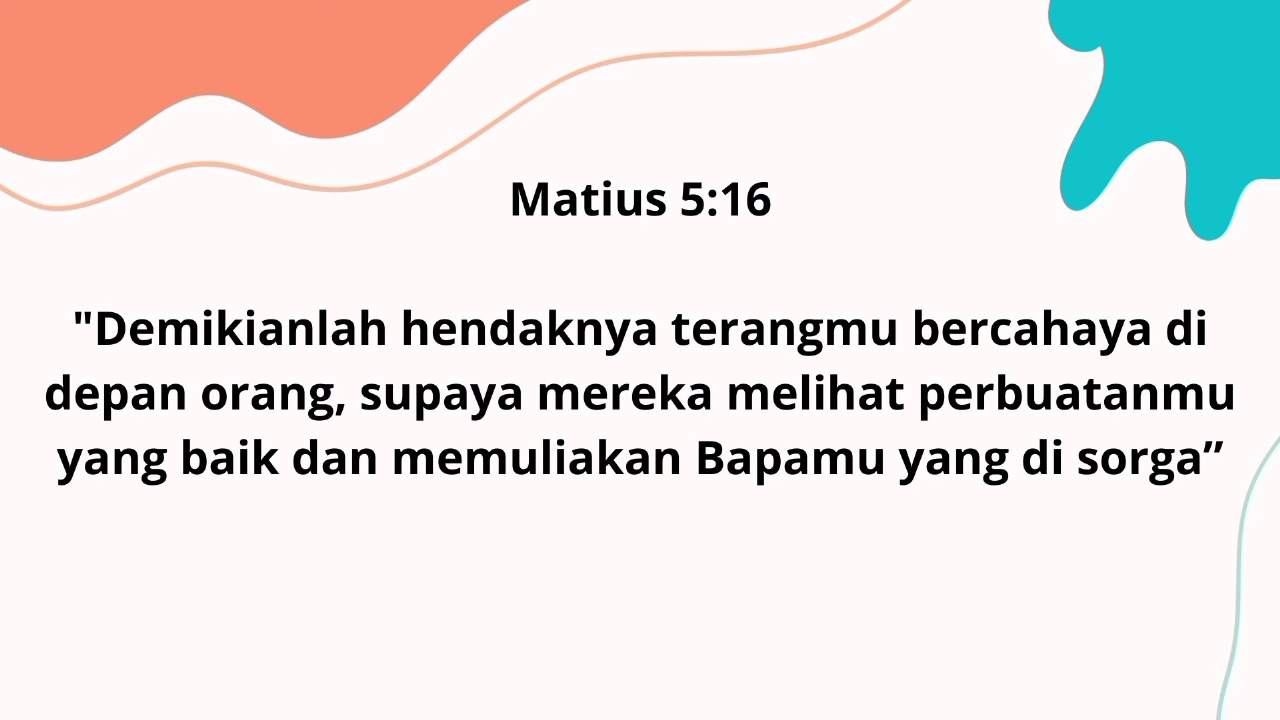 Matius 5:16
"Demikianlah hendaknya terangmu bercahaya di
depan orang, supaya mereka melihat perbuatanmu
yang baik dan memuliakan Bapamu yang di sorga”